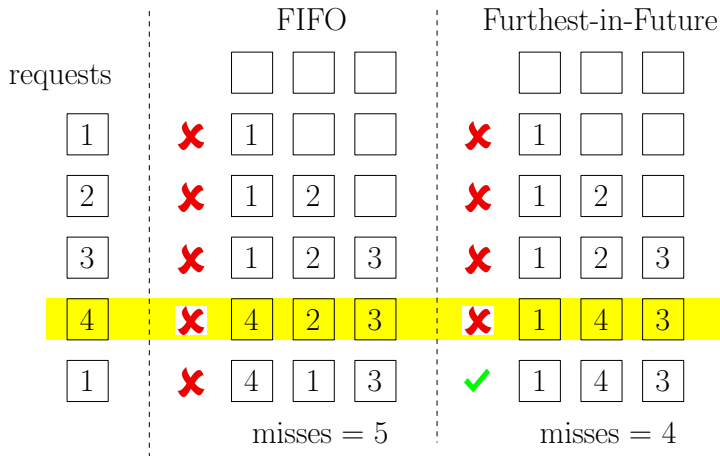 FIFO Furthest-in-Future
requests
1 ✘ 1 ✘ 1
2 ✘ 1 2 ✘ 1 2
3 ✘ 1 2 3 ✘ 1 2 3
4 ✘ 4 2 3 ✘ 1 4 3
1 ✘ 4 1 3 ✓ 1 4 3
misses = 5 misses = 4